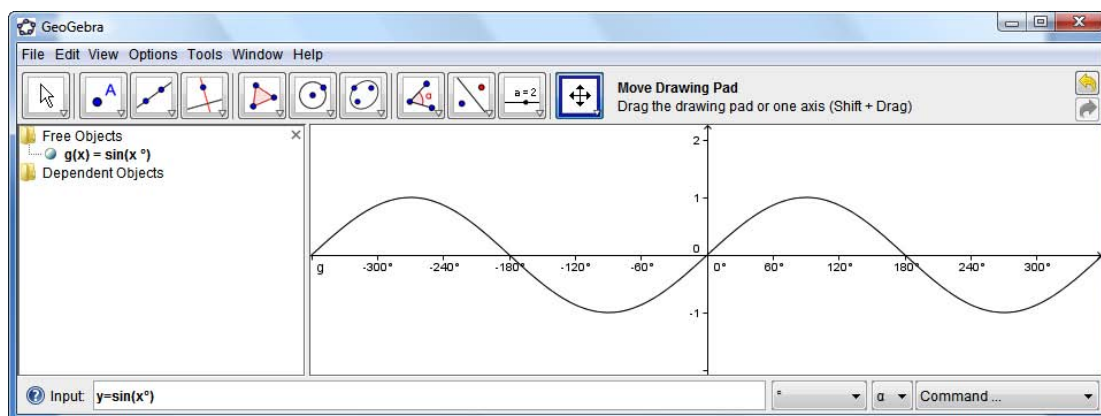 GeoGebra
File Edit View Options Tools Window Help
A
α
a = 2
Move Drawing Pad
Drag the drawing pad or one axis (Shift + Drag)
Free Objects
g(x) = sin(x °)
Dependent Objects
2
1
0
-1
g
-300° -240° -180° -120° -60° 0° 60° 120° 180° 240° 300°
Input: y=sin(x°)
° α Command ...